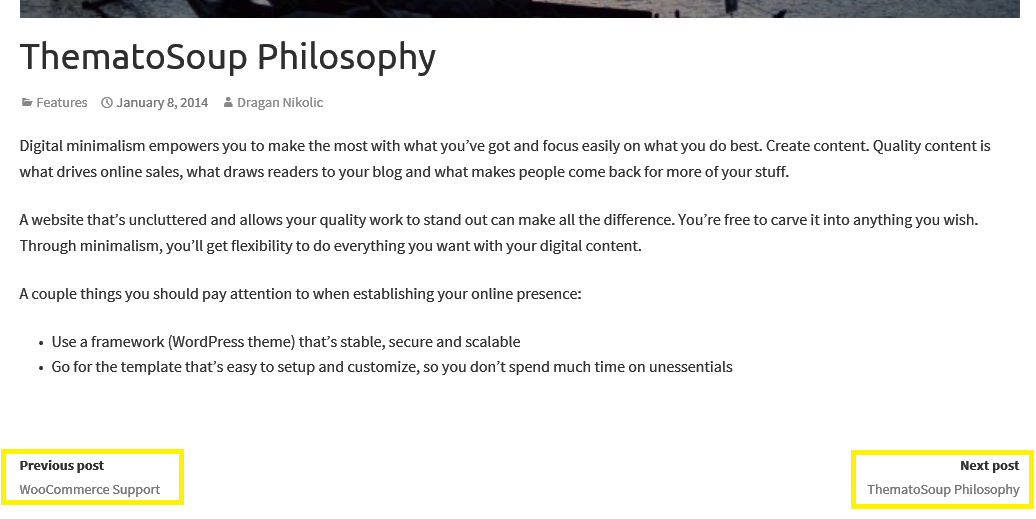 ThematoSoup Philosophy
Features January 8, 2014 Dragan Nikolic
Digital minimalism empowers you to make the most with what you’ve got and focus easily on what you do best. Create content. Quality content is
what drives online sales, what draws readers to your blog and what makes people come back for more of your stuff.
A website that’s uncluttered and allows your quality work to stand out can make all the difference. You’re free to carve it into anything you wish.
Through minimalism, you’ll get flexibility to do everything you want with your digital content.
A couple things you should pay attention to when establishing your online presence:
• Use a framework (WordPress theme) that’s stable, secure and scalable
• Go for the template that’s easy to setup and customize, so you don’t spend much time on unessentials
Previous post
WooCommerce Support
Next post
ThematoSoup Philosophy